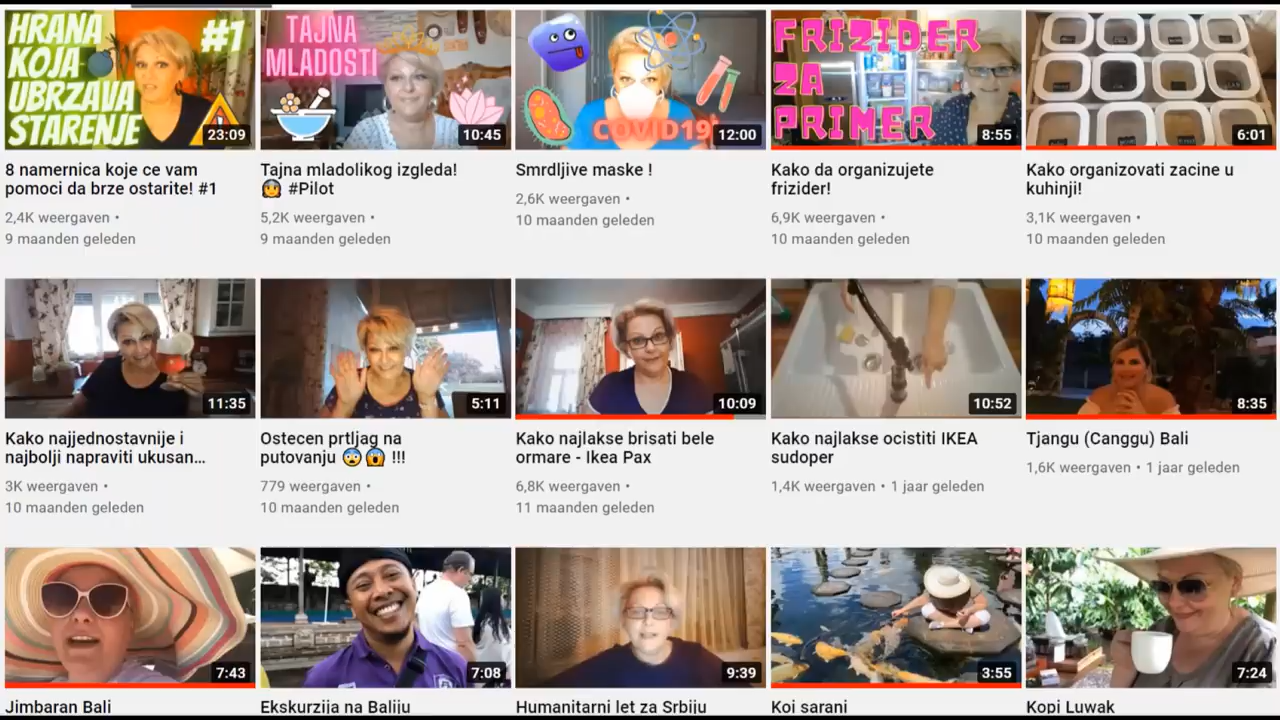 HRANA
KOJA
UBRZAVA
STARENJE
#1
23:09
TAJNA
MLADOSTI
10:45
COVID19
12:00
FRIZIDER
ZA
PRIMER
8:55
6:01
8 namernica koje ce vam
pomoci da brze ostarite! #1
2,4K weergaven •
9 maanden geleden
Tajna mladolikog izgleda!
👰 #Pilot
5,2K weergaven •
9 maanden geleden
Smrdljive maske !
2,6K weergaven •
10 maanden geleden
Kako da organizujete
frizider!
6,9K weergaven •
10 maanden geleden
Kako organizovati zacine u
kuhinji!
3,1K weergaven •
10 maanden geleden
11:35
5:11
10:09
10:52
8:35
Kako najjednostavnije i
najbolji napraviti ukusan...
3K weergaven •
10 maanden geleden
Ostecen prtljag na
putovanju 😨😱 !!!
779 weergaven •
10 maanden geleden
Kako najlakse brisati bele
ormare - Ikea Pax
6,8K weergaven •
11 maanden geleden
Kako najlakse ocistiti IKEA
sudoper
1,4K weergaven • 1 jaar geleden
Tjangu (Canggu) Bali
1,6K weergaven • 1 jaar geleden
7:43
7:08
9:39
3:55
7:24
Jimbaran Bali
Ekskurzija na Baliju
Humanitarni let za Srbiju
Koi sarani
Kopi Luwak